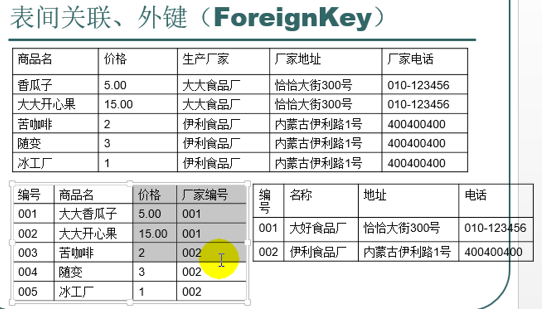 表间关联、外键（ForeignKey）
商品名 价格 生产厂家 厂家地址 厂家电话
香瓜子 5.00 大大食品厂 恰恰大街300号 010-123456
大大开心果 15.00 大大食品厂 恰恰大街300号 010-123456
苦咖啡 2 伊利食品厂 内蒙古伊利路1号 400400400
随变 3 伊利食品厂 内蒙古伊利路1号 400400400
冰工厂 1 伊利食品厂 内蒙古伊利路1号 400400400
编号 商品名 价格 厂家编号
001 大大香瓜子 5.00 001
002 大大开心果 15.00 001
003 苦咖啡 2 002
004 随变 3 002
005 冰工厂 1 002
编号 名称 地址 电话
001 大好食品厂 恰恰大街300号 010-123456
002 伊利食品厂 内蒙古伊利路1号 400400400